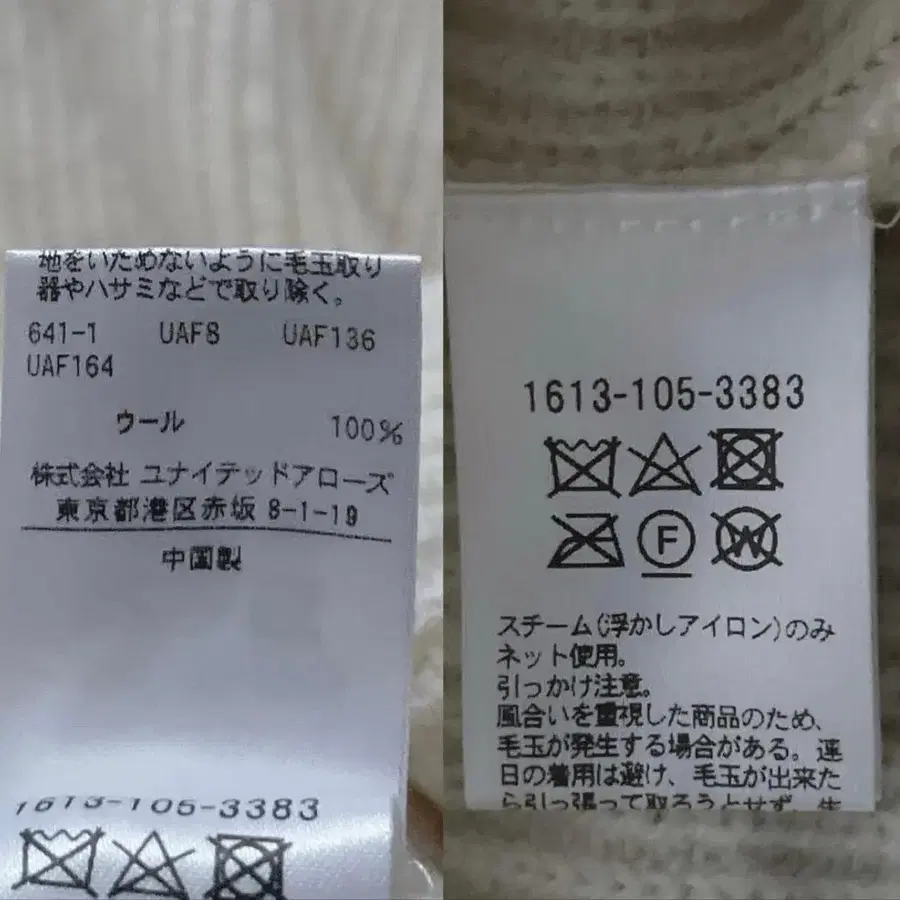 地をいためないように毛玉取り
器やハサミなどで取り除く。
641-1 UAF8 UAF136
UAF164
ウール 100%
株式会社 ユナイテッドアローズ
東京都港区赤坂 8-1-19
中国製
1613-105-3383
1613-105-3383
F
W
スチーム(浮かしアイロン)のみ
ネット使用。
引っかけ注意。
風合いを重視した商品のため、
毛玉が発生する場合がある。連
日の着用は避け、毛玉が出来た
ら引っ張って取ろうとせず、生